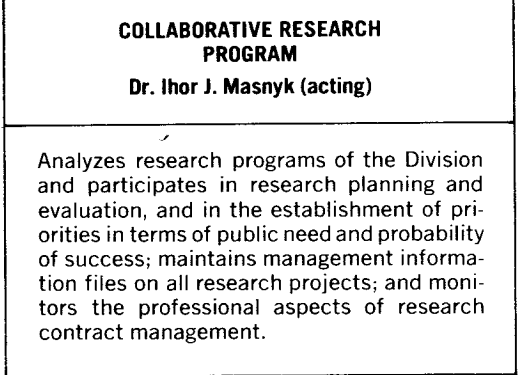 COLLABORATIVE RESEARCH
PROGRAM
Dr. Ihor J. Masnyk (acting)
Analyzes research programs of the Division
and participates in research planning and
evaluation, and in the establishment of pri-
orities in terms of public need and probability
of success; maintains management informa-
tion files on all research projects; and moni-
tors the professional aspects of research
contract management.